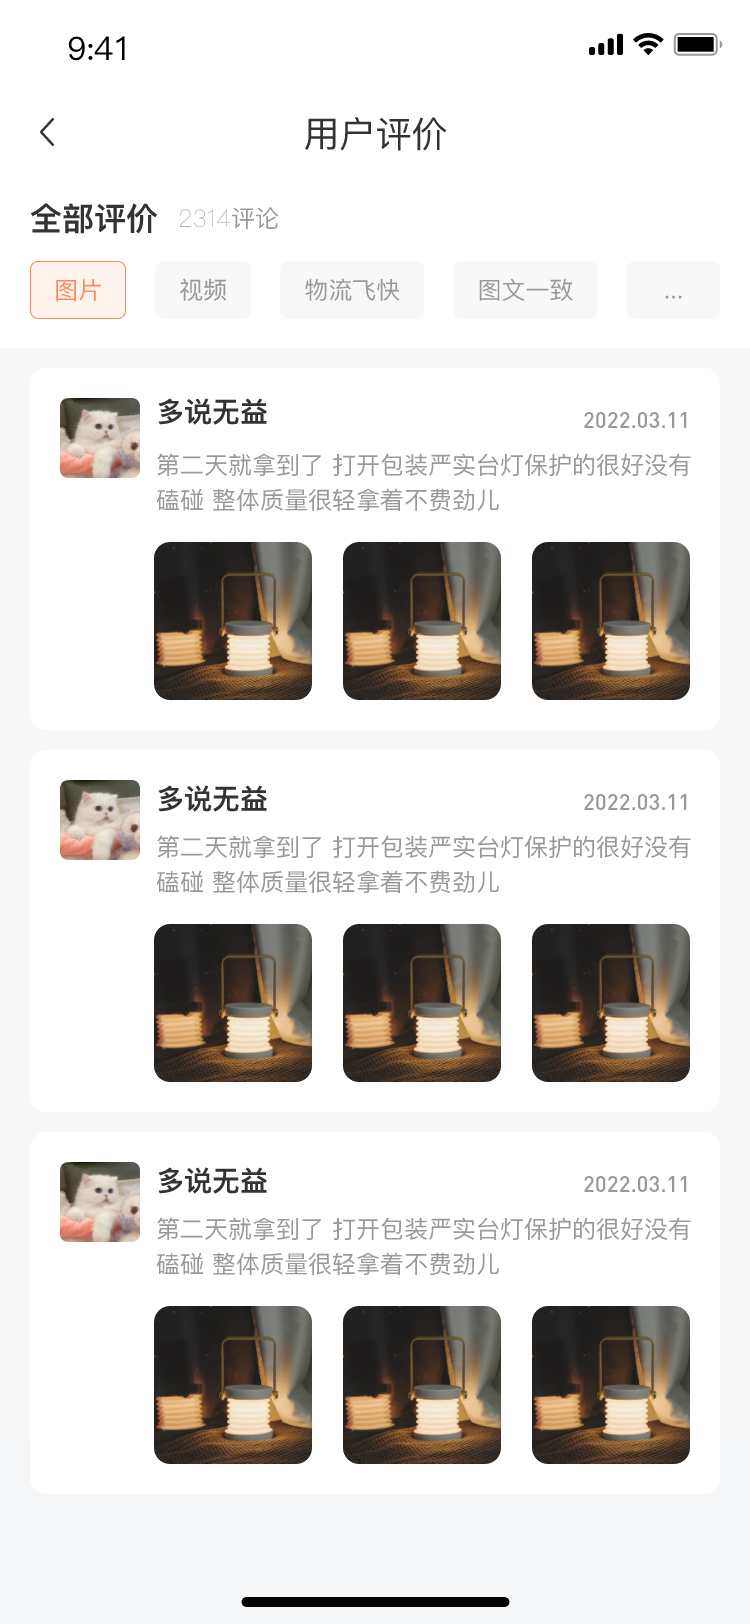 9:41
用户评价
全部评价 2314评论
图片 视频 物流飞快 图文一致 ...
多说无益 2022.03.11
第二天就拿到了 打开包装严实台灯保护的很好没有
磕碰 整体质量很轻拿着不费劲儿
多说无益 2022.03.11
第二天就拿到了 打开包装严实台灯保护的很好没有
磕碰 整体质量很轻拿着不费劲儿
多说无益 2022.03.11
第二天就拿到了 打开包装严实台灯保护的很好没有
磕碰 整体质量很轻拿着不费劲儿